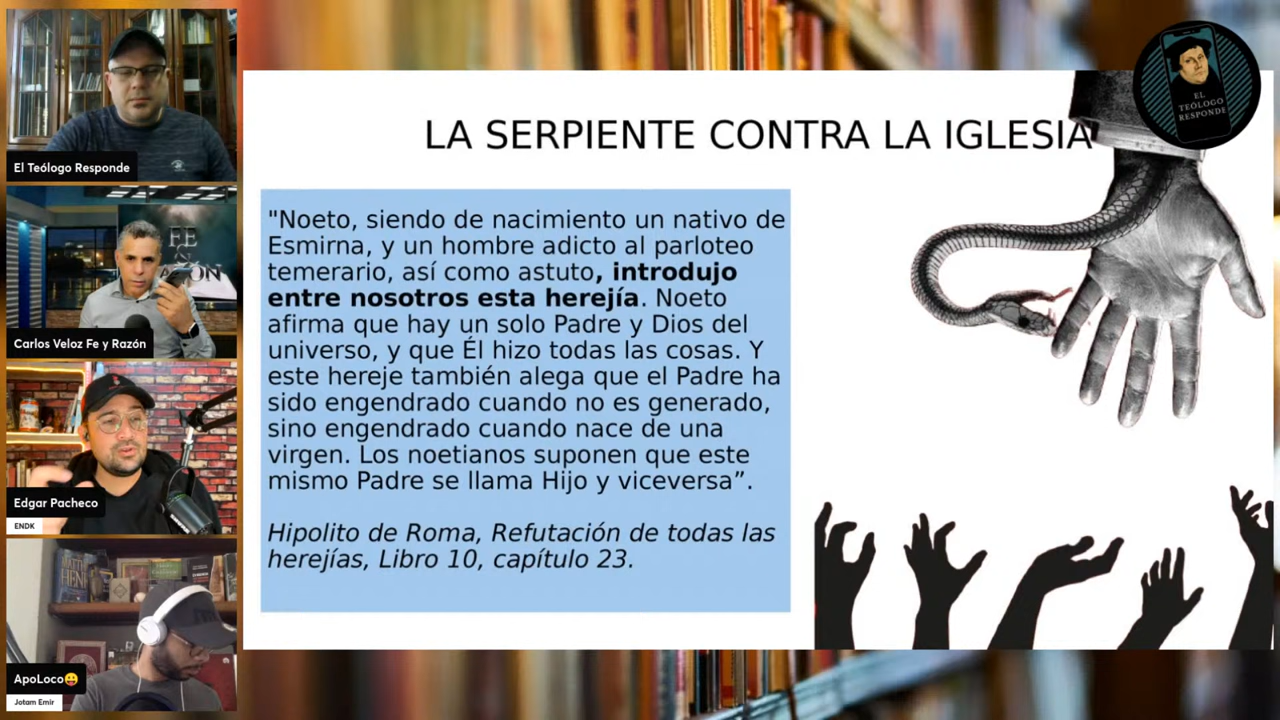 El Teólogo Responde
FE
RAZÓN
Carlos Veloz Fe y Razón
Edgar Pacheco
ENDK
MATTHEW
HENRY
ApoLoco😛
Jotam Emir
LA SERPIENTE CONTRA LA IGLESIA
"Noeto, siendo de nacimiento un nativo de
Esmirna, y un hombre adicto al parloteo
temerario, así como astuto, introdujo
entre nosotros esta herejía. Noeto
afirma que hay un solo Padre y Dios del
universo, y que Él hizo todas las cosas. Y
este hereje también alega que el Padre ha
sido engendrado cuando no es generado,
sino engendrado cuando nace de una
virgen. Los noetianos suponen que este
mismo Padre se llama Hijo y viceversa”.
Hipolito de Roma, Refutación de todas las
herejías, Libro 10, capítulo 23.
EL
TEÓLOGO
RESPONDE